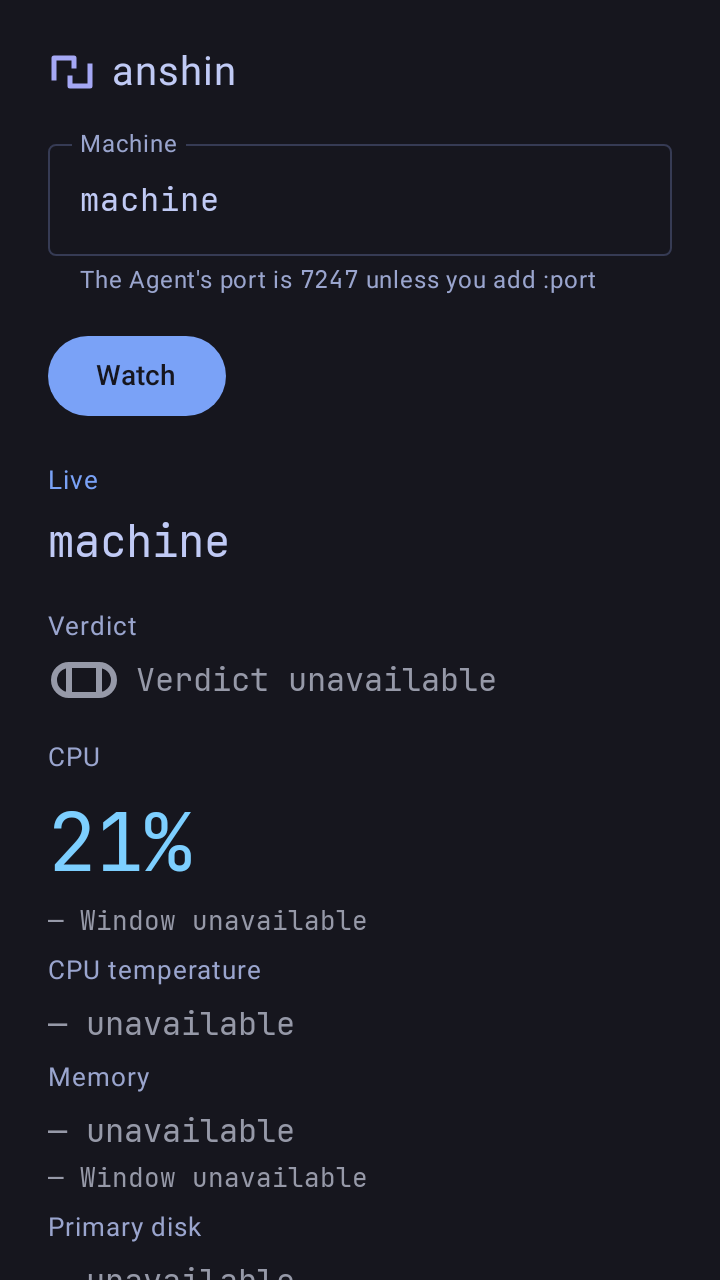 anshin
Machine
machine
The Agent's port is 7247 unless you add :port
Watch
Live
machine
Verdict
Verdict unavailable
CPU
21%
— Window unavailable
CPU temperature
— unavailable
Memory
— unavailable
— Window unavailable
Primary disk
— unavailable